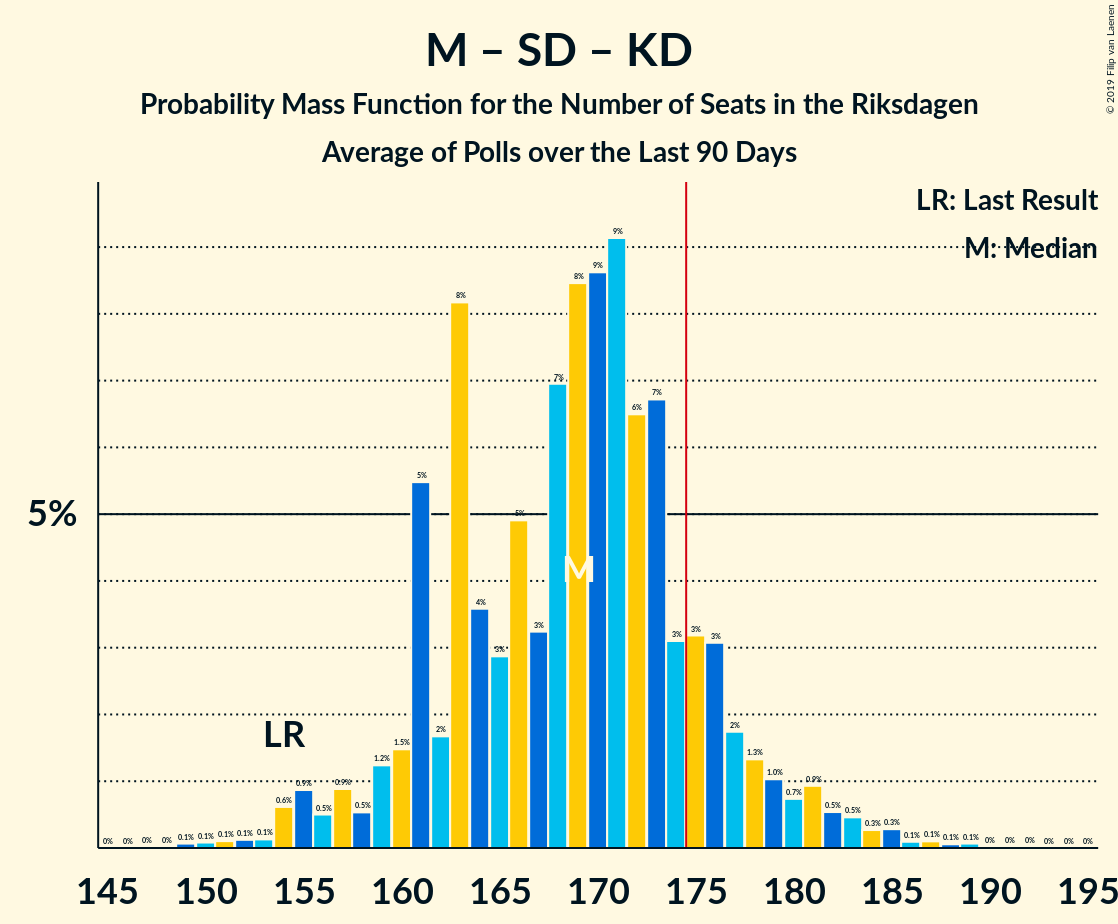 M – SD – KD
Probability Mass Function for the Number of Seats in the Riksdagen
Average of Polls over the Last 90 Days
© 2019 Filip van Laenen
LR: Last Result
M: Median
5%
LR
M
0% 0% 0% 0% 0.1% 0.1% 0.1% 0.1% 0.1% 0.6% 0.9% 0.5% 0.9% 0.5% 1.2% 1.5% 5% 2% 8% 4% 3% 5% 3% 7% 8% 9% 9% 6% 7% 3% 3% 3% 2% 1.3% 1.0% 0.7% 0.9% 0.5% 0.5% 0.3% 0.3% 0.1% 0.1% 0.1% 0.1% 0% 0% 0% 0% 0% 0%
145 150 155 160 165 170 175 180 185 190 195